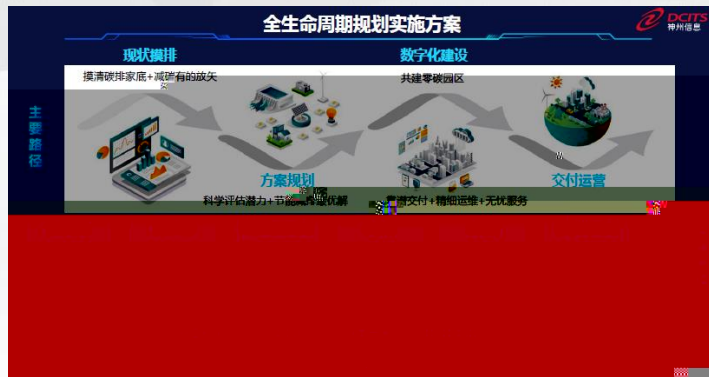 全生命周期规划实施方案
DCITS
神州信息
现状摸排
数字化建设
摸清碳排家底+减碳有的放矢
共建零碳园区
主要路径
方案规划
交付运营
科学评估潜力+节能
优解
交付+精细运维+无忧服务